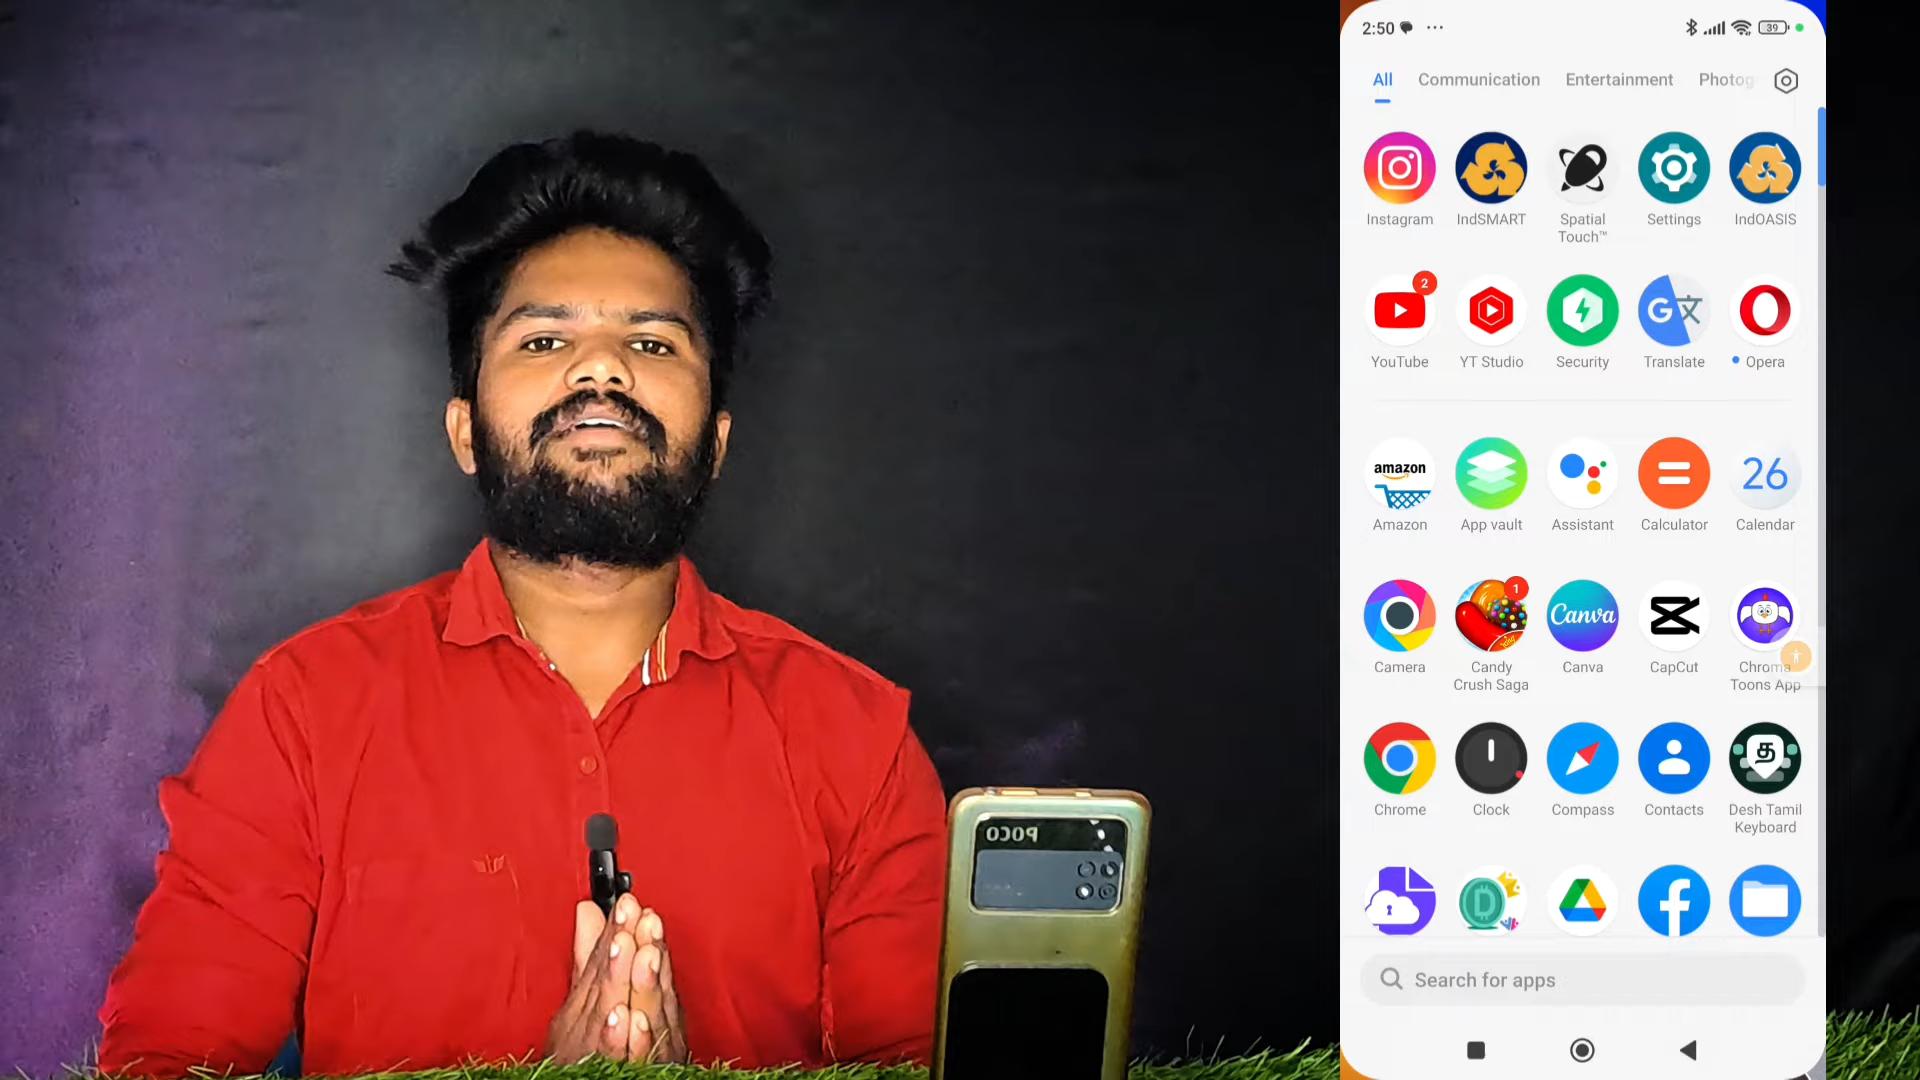 2:50
39
All Communication Entertainment Photog
Instagram IndSMART Spatial Touch™ Settings IndOASIS
2
YouTube YT Studio Security Translate Opera
amazon
26
Amazon App vault Assistant Calculator Calendar
1
Canva
Camera Candy Crush Saga Canva CapCut Chroma Toons App
த
Chrome Clock Compass Contacts Desh Tamil Keyboard
Search for apps
POCO